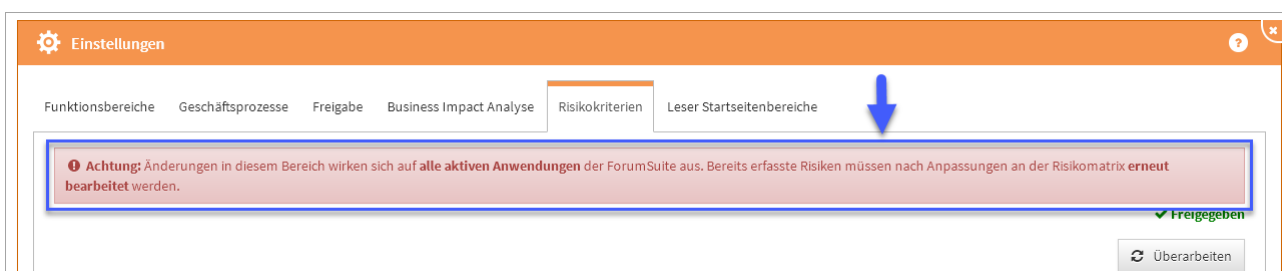 Einstellungen
Funktionsbereiche Geschäftsprozesse Freigabe Business Impact Analyse Risikokriterien Leser Startseitenbereiche
Achtung: Änderungen in diesem Bereich wirken sich auf alle aktiven Anwendungen der ForumSuite aus. Bereits erfasste Risiken müssen nach Anpassungen an der Risikomatrix erneut
bearbeitet werden.
Freigegeben
Überarbeiten